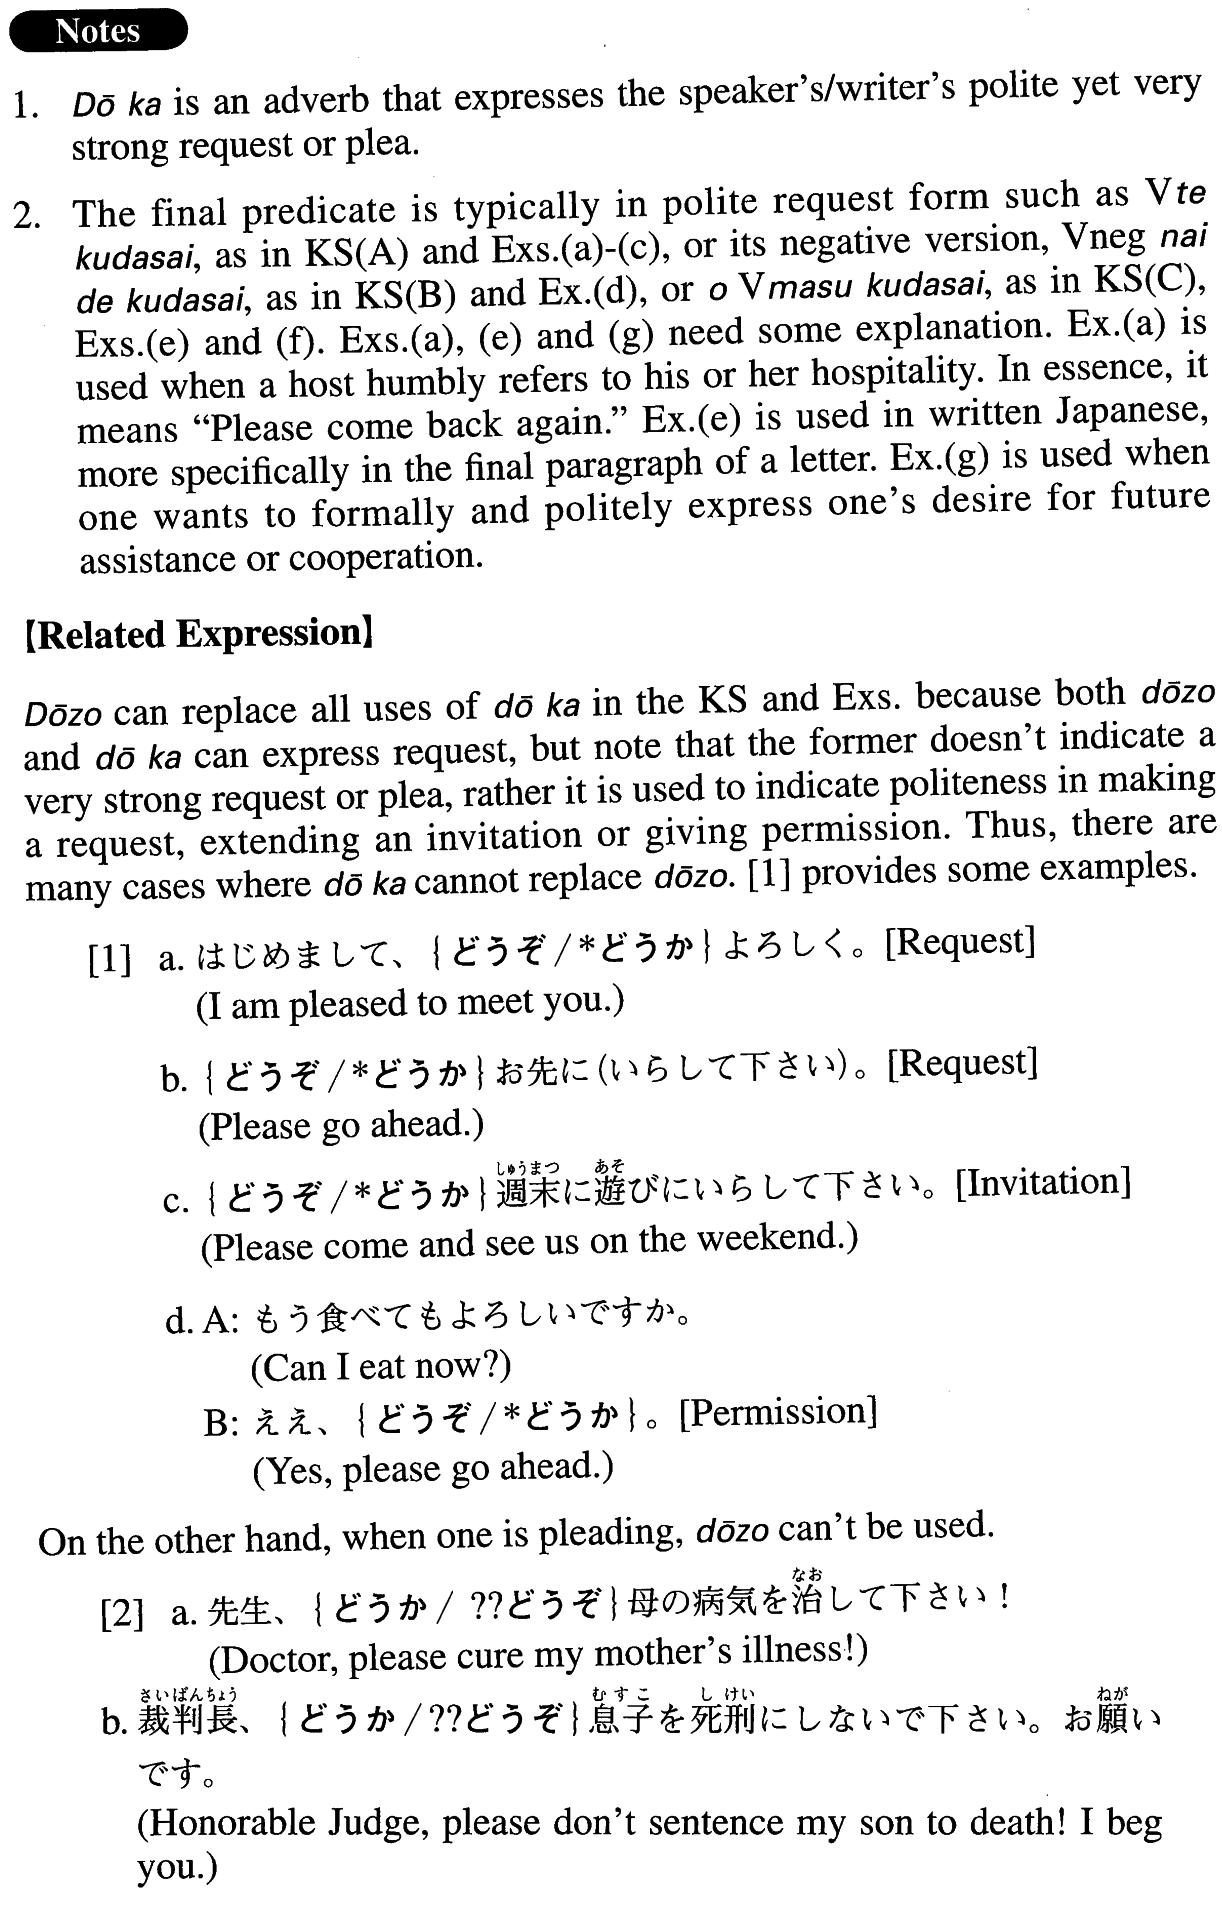 Notes
1. Dō ka is an adverb that expresses the speaker's/writer's polite yet very
strong request or plea.
2. The final predicate is typically in polite request form such as Vte
kudasai, as in KS(A) and Exs.(a)-(c), or its negative version, Vneg nai
de kudasai, as in KS(B) and Ex.(d), or o Vmasu kudasai, as in KS(C),
Exs.(e) and (f). Exs.(a), (e) and (g) need some explanation. Ex.(a) is
used when a host humbly refers to his or her hospitality. In essence, it
means “Please come back again.” Ex.(e) is used in written Japanese,
more specifically in the final paragraph of a letter. Ex.(g) is used when
one wants to formally and politely express one's desire for future
assistance or cooperation.
【Related Expression】
Dōzo can replace all uses of dō ka in the KS and Exs. because both dōzo
and dō ka can express request, but note that the former doesn't indicate a
very strong request or plea, rather it is used to indicate politeness in making
a request, extending an invitation or giving permission. Thus, there are
many cases where dō ka cannot replace dōzo. [1] provides some examples.
[1] a. はじめまして、{どうぞ/*どうか}よろしく。[Request]
(I am pleased to meet you.)
b. {どうぞ/*どうか}お先に(いらして下さい)。[Request]
(Please go ahead.)
しゅうまつ あそ
c. {どうぞ/*どうか}週末に遊びにいらして下さい。[Invitation]
(Please come and see us on the weekend.)
d. A: もう食べてもよろしいですか。
(Can I eat now?)
B: ええ、{どうぞ/*どうか}。[Permission]
(Yes, please go ahead.)
On the other hand, when one is pleading, dōzo can't be used.
なお
[2] a. 先生、{どうか/ ??どうぞ}母の病気を治して下さい！
(Doctor, please cure my mother's illness!)
さいばんちょう むすこ しけい ねが
b. 裁判長、{どうか/??どうぞ}息子を死刑にしないで下さい。お願い
です。
(Honorable Judge, please don't sentence my son to death! I beg
you.)